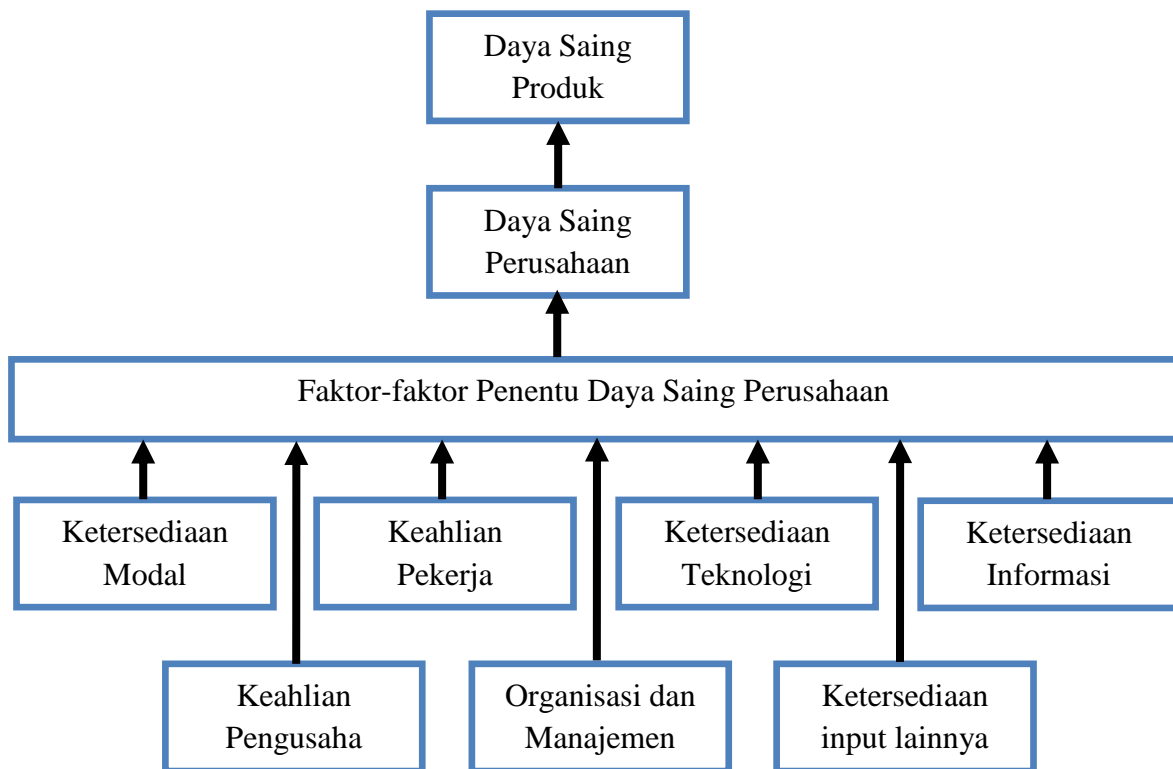 Daya Saing
Produk
Daya Saing
Perusahaan
Faktor-faktor Penentu Daya Saing Perusahaan
Ketersediaan
Modal
Keahlian
Pekerja
Ketersediaan
Teknologi
Ketersediaan
Informasi
Keahlian
Pengusaha
Organisasi dan
Manajemen
Ketersediaan
input lainnya